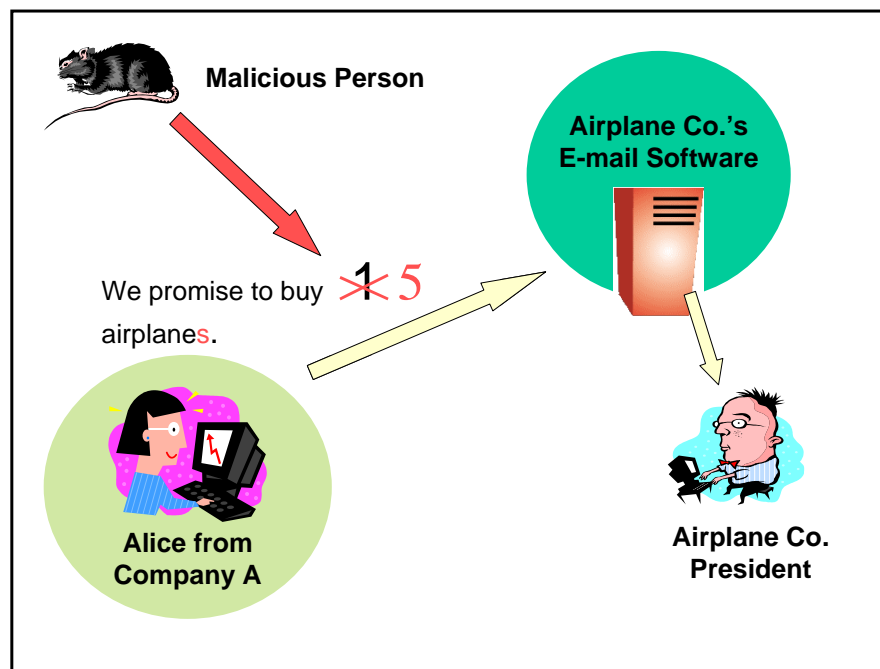 Malicious Person
Airplane Co.'s
E-mail Software
We promise to buy 1 5
airplanes.
Alice from
Company A
Airplane Co.
President